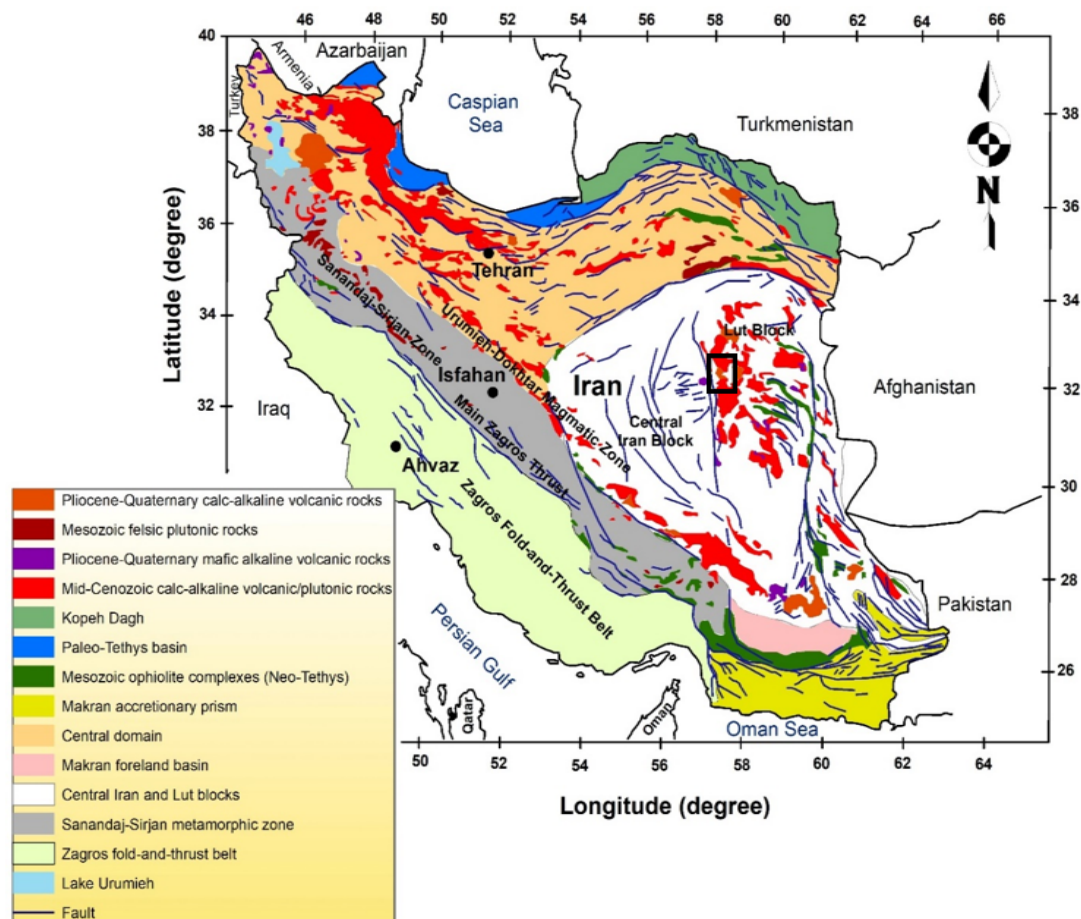 46 48 50 52 54 56 58 60 62 64 66
40
38
36
34
32
Latitude (degree)
38
36
34
32
30
28
26
50 52 54 56 58 60 62 64
Longitude (degree)
Azarbaijan
Armenia
Turkey
Caspian
Sea
Turkmenistan
N
Tehran
Sanandaj-Sirjan Zone
Urumieh-Dokhtar Magmatic Zone
Lut Block
Isfahan
Iran
Afghanistan
Iraq
Central
Iran Block
Main Zagros Thrust
Ahvaz
Zagros Fold-and-Thrust Belt
Pakistan
Persian Gulf
Qatar
Oman
Oman Sea
Pliocene-Quaternary calc-alkaline volcanic rocks
Mesozoic felsic plutonic rocks
Pliocene-Quaternary mafic alkaline volcanic rocks
Mid-Cenozoic calc-alkaline volcanic/plutonic rocks
Kopeh Dagh
Paleo-Tethys basin
Mesozoic ophiolite complexes (Neo-Tethys)
Makran accretionary prism
Central domain
Makran foreland basin
Central Iran and Lut blocks
Sanandaj-Sirjan metamorphic zone
Zagros fold-and-thrust belt
Lake Urumieh
Fault